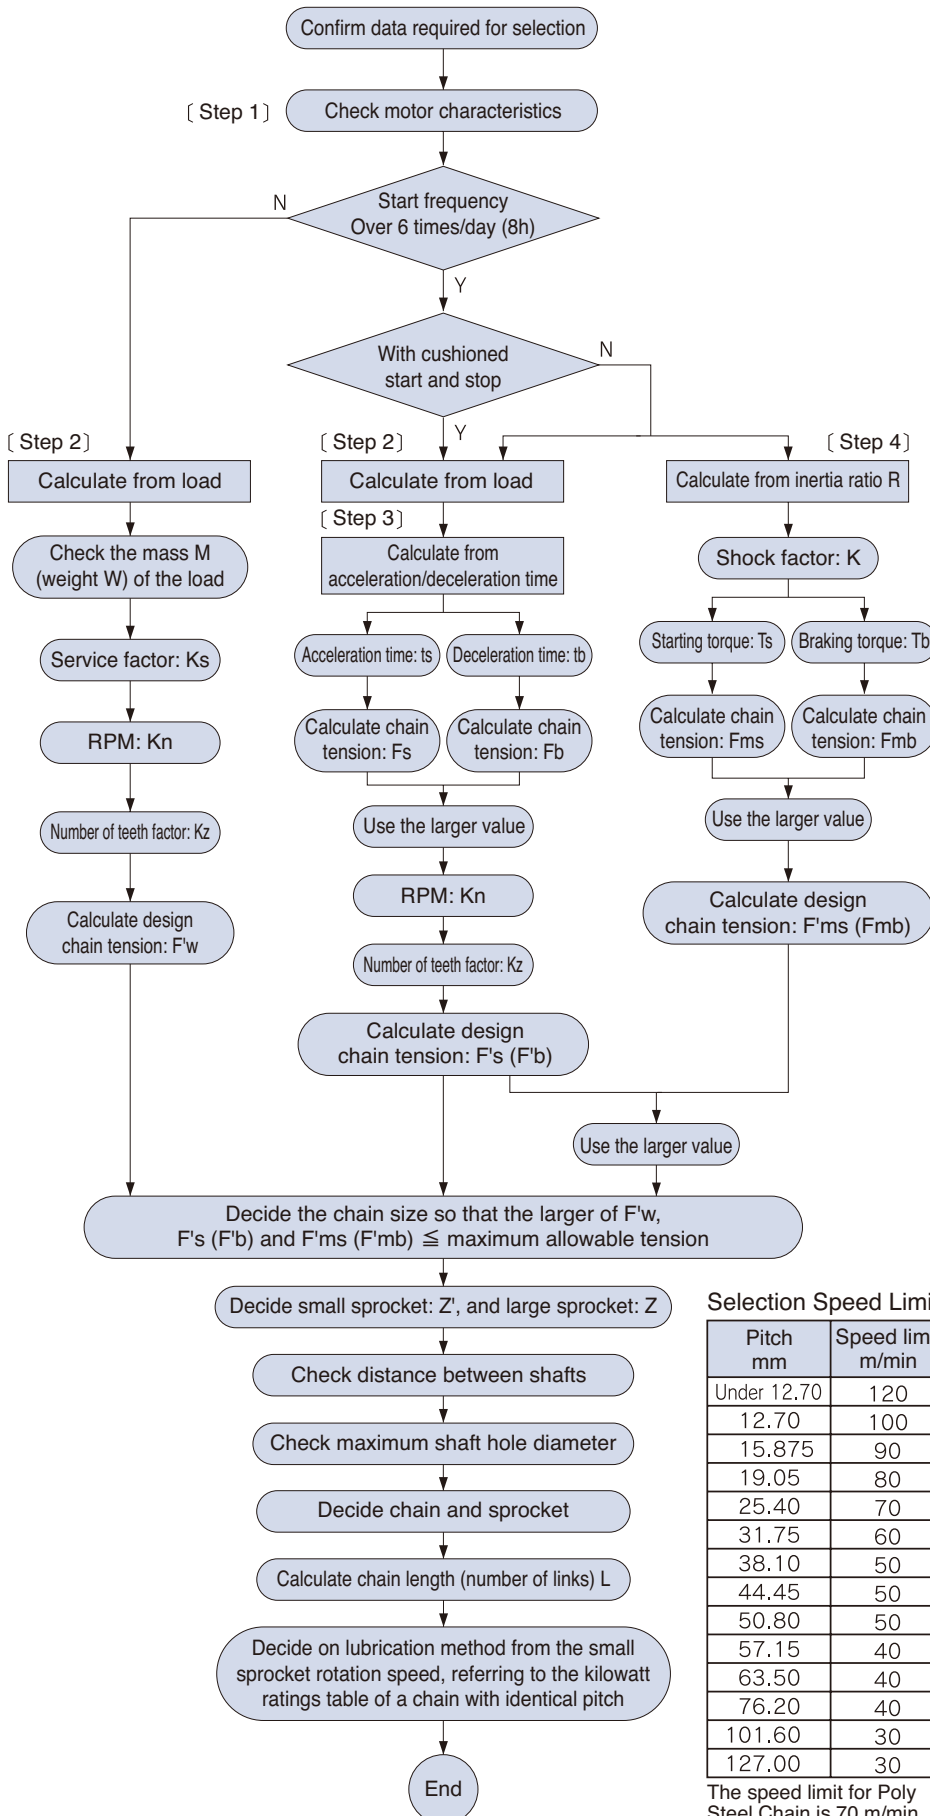 Confirm data required for selection
〔 Step 1 〕
Check motor characteristics
N
Start frequency
Over 6 times/day (8h)
Y
With cushioned
start and stop
N
Y
〔 Step 2 〕
〔 Step 2 〕
〔 Step 4 〕
Calculate from load
Calculate from load
Calculate from inertia ratio R
〔 Step 3 〕
Check the mass M
(weight W) of the load
Calculate from
acceleration/deceleration time
Shock factor: K
Service factor: Ks
Acceleration time: ts
Deceleration time: tb
Starting torque: Ts
Braking torque: Tb
RPM: Kn
Calculate chain
tension: Fs
Calculate chain
tension: Fb
Calculate chain
tension: Fms
Calculate chain
tension: Fmb
Number of teeth factor: Kz
Use the larger value
Use the larger value
RPM: Kn
Calculate design
chain tension: F'w
Calculate design
chain tension: F'ms (Fmb)
Number of teeth factor: Kz
Calculate design
chain tension: F's (F'b)
Use the larger value
Decide the chain size so that the larger of F'w,
F's (F'b) and F'ms (F'mb) ≦ maximum allowable tension
Decide small sprocket: Z', and large sprocket: Z
Check distance between shafts
Check maximum shaft hole diameter
Decide chain and sprocket
Calculate chain length (number of links) L
Decide on lubrication method from the small
sprocket rotation speed, referring to the kilowatt
ratings table of a chain with identical pitch
End
Selection Speed Limi
Pitch
mm
Speed lim
m/min
Under 12.70 120
12.70 100
15.875 90
19.05 80
25.40 70
31.75 60
38.10 50
44.45 50
50.80 50
57.15 40
63.50 40
76.20 40
101.60 30
127.00 30
The speed limit for Poly
Steel Chain is 70 m/min